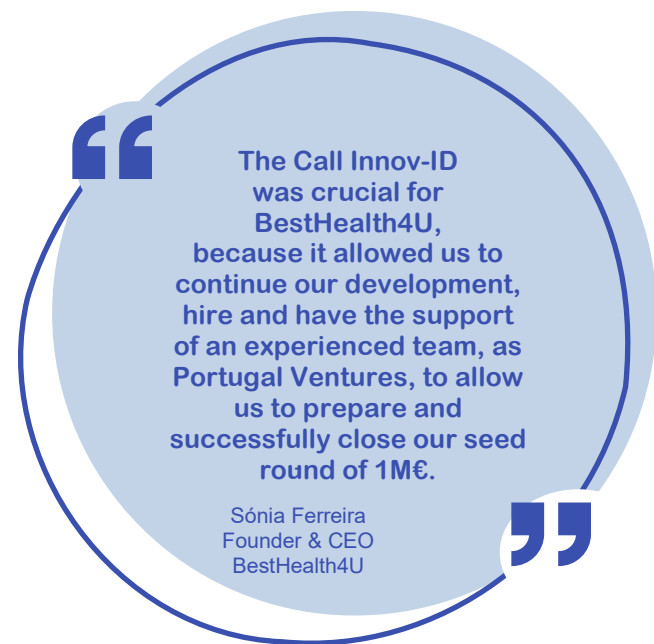 “
The Call Innov-ID
was crucial for
BestHealth4U,
because it allowed us to
continue our development,
hire and have the support
of an experienced team, as
Portugal Ventures, to allow
us to prepare and
successfully close our seed
round of 1M€.
”
Sónia Ferreira
Founder & CEO
BestHealth4U